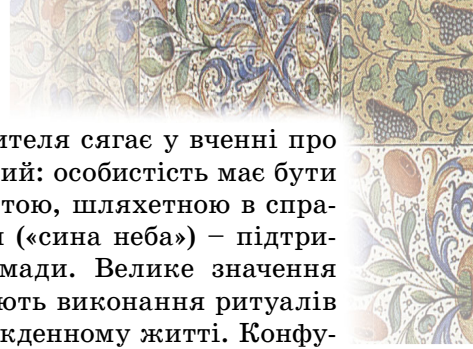 ителя сягає у вченні про
ий: особистість має бути
тою, шляхетною в спра-
и («сина неба») – підтри-
мади. Велике значення
ють виконання ритуалів
кденному житті. Конфу-